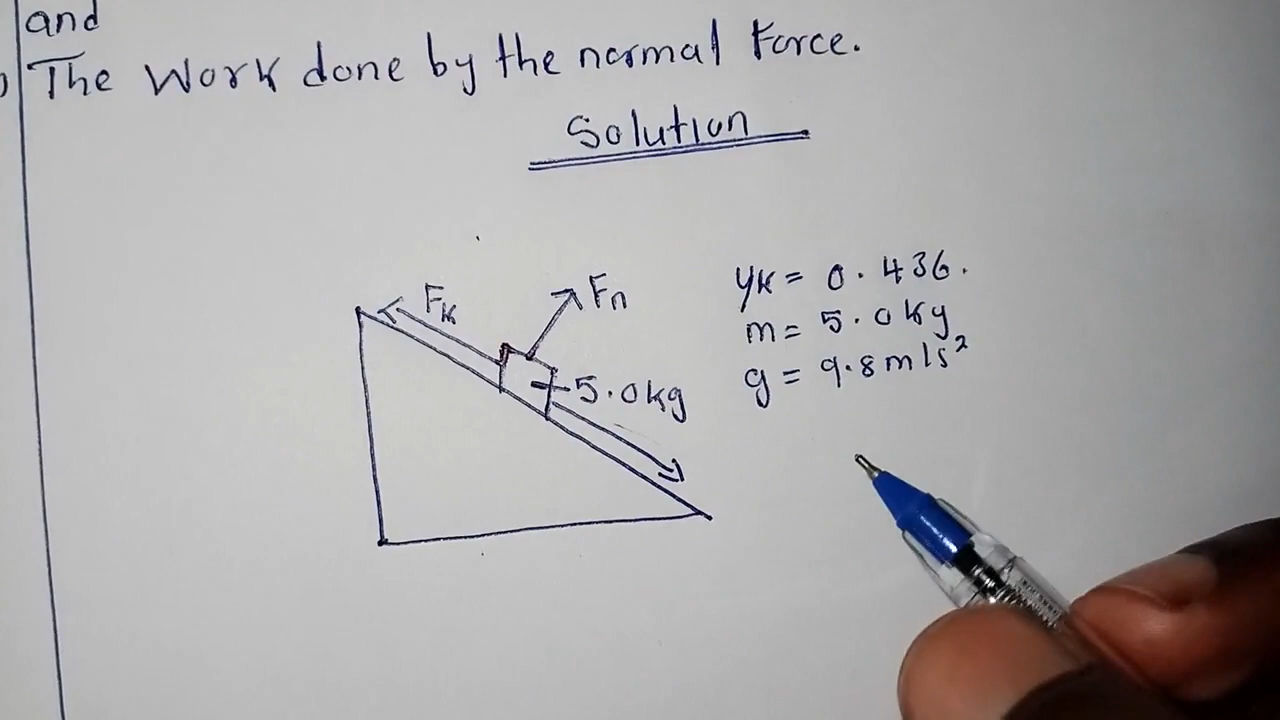 and
The Work done by the normal Force.
Solution
Fk
Fn
5.0kg
μk = 0.436.
m = 5.0kg
g = 9.8m/s²